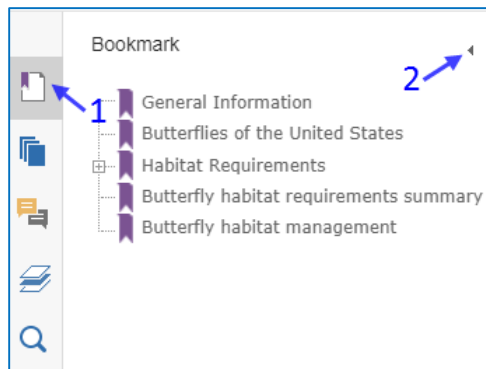 Bookmark
2
1
General Information
Butterflies of the United States
Habitat Requirements
Butterfly habitat requirements summary
Butterfly habitat management